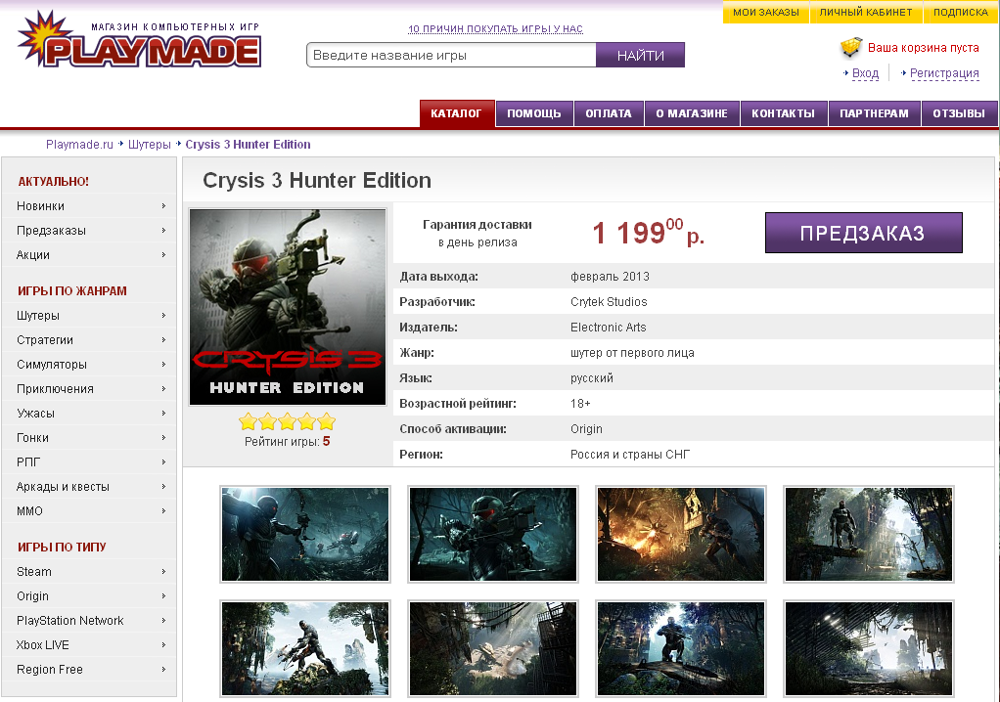 МОИ ЗАКАЗЫ
ЛИЧНЫЙ КАБИНЕТ
ПОДПИСКА
МАГАЗИН КОМПЬЮТЕРНЫХ ИГР
PLAYMADE
10 ПРИЧИН ПОКУПАТЬ ИГРЫ У НАС
Введите название игры
НАЙТИ
Ваша корзина пуста
Вход
Регистрация
КАТАЛОГ
ПОМОЩЬ
ОПЛАТА
О МАГАЗИНЕ
КОНТАКТЫ
ПАРТНЕРАМ
ОТЗЫВЫ
Playmade.ru
Шутеры
Crysis 3 Hunter Edition
АКТУАЛЬНО!
Новинки
Предзаказы
Акции
ИГРЫ ПО ЖАНРАМ
Шутеры
Стратегии
Симуляторы
Приключения
Ужасы
Гонки
РПГ
Аркады и квесты
ММО
ИГРЫ ПО ТИПУ
Steam
Origin
PlayStation Network
Xbox LIVE
Region Free
Crysis 3 Hunter Edition
CRYSIS 3
HUNTER EDITION
Рейтинг игры: 5
Гарантия доставки
в день релиза
1 199 00 р.
ПРЕДЗАКАЗ
Дата выхода: февраль 2013
Разработчик: Crytek Studios
Издатель: Electronic Arts
Жанр: шутер от первого лица
Язык: русский
Возрастной рейтинг: 18+
Способ активации: Origin
Регион: Россия и страны СНГ